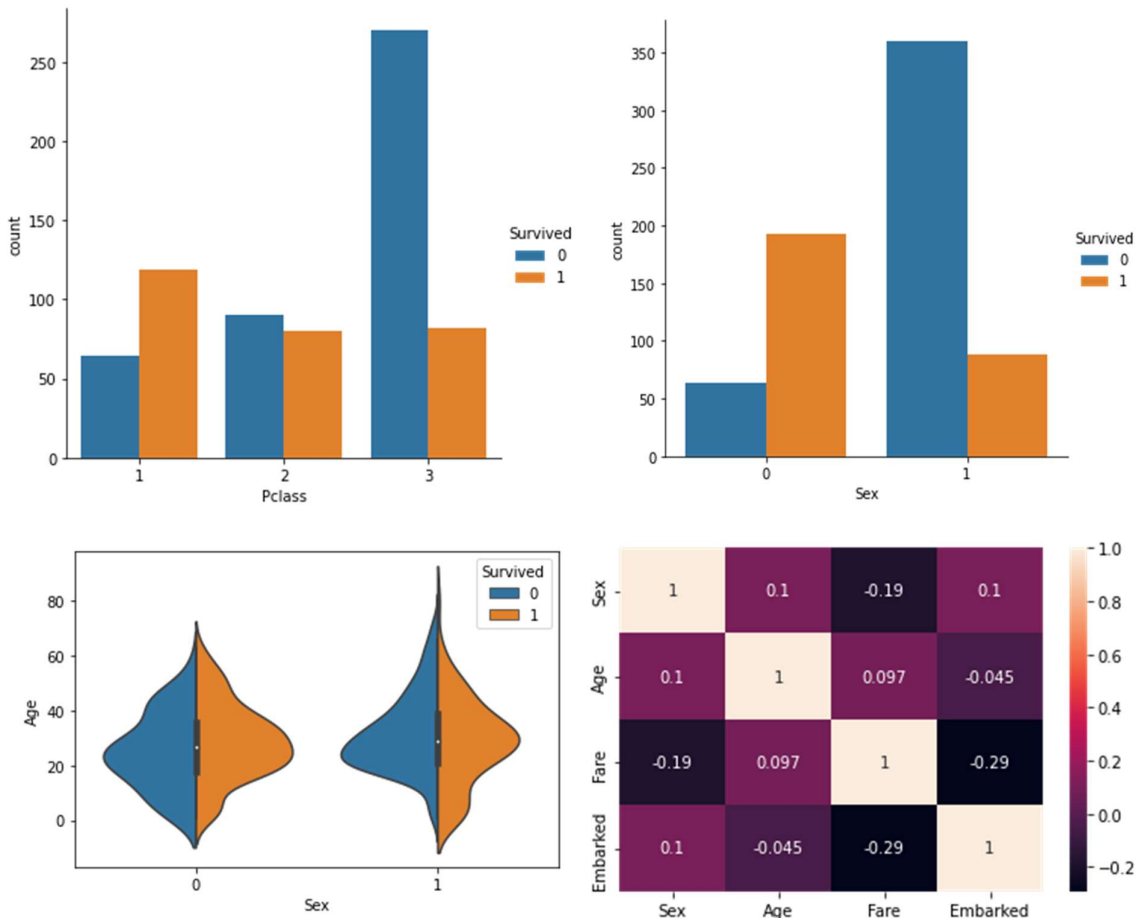 250
200
150
100
50
0
count
1 2 3
Pclass
Survived
0
1
350
300
250
200
150
100
50
0
count
0 1
Sex
Survived
0
1
80
60
40
20
0
Age
0 1
Sex
Survived
0
1
Sex
Age
Fare
Embarked
1 0.1 -0.19 0.1
0.1 1 0.097 -0.045
-0.19 0.097 1 -0.29
0.1 -0.045 -0.29 1
Sex Age Fare Embarked
1.0
0.8
0.6
0.4
0.2
0.0
-0.2